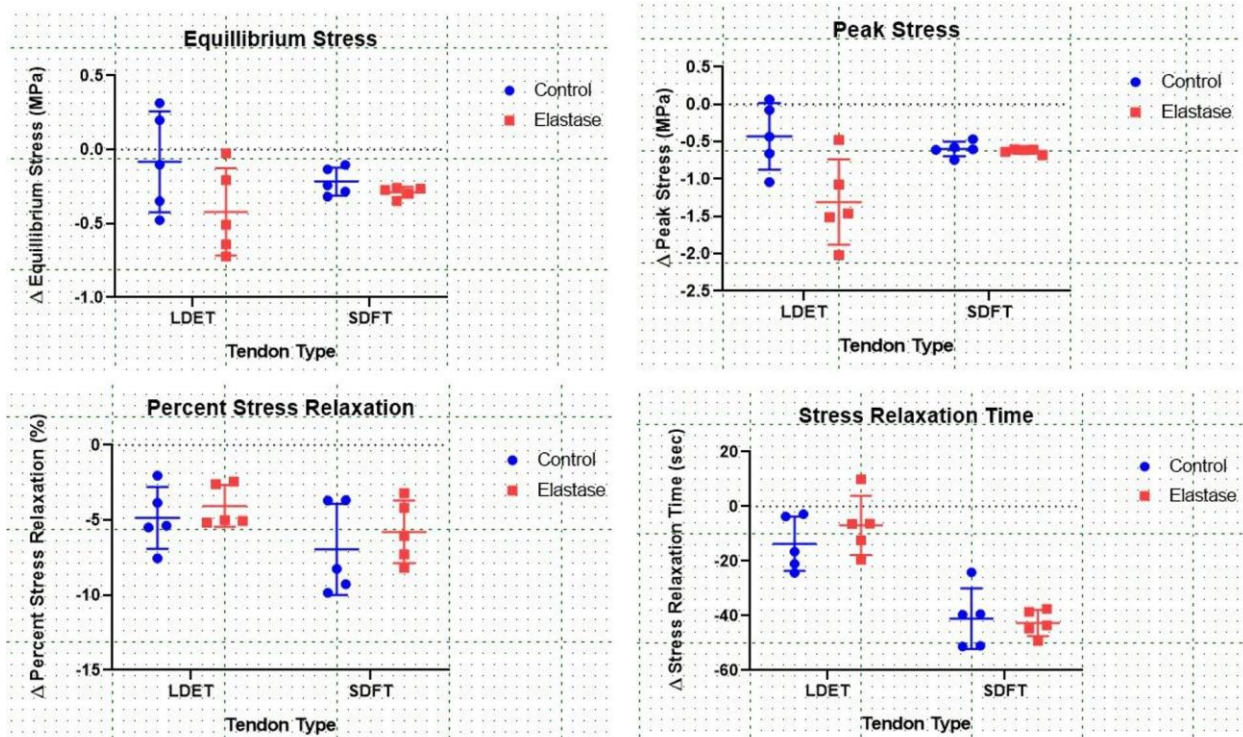 Equillibrium Stress
Δ Equilibrium Stress (MPa)
0.5
0.0
-0.5
-1.0
LDET SDFT
Tendon Type
Control
Elastase
Peak Stress
Δ Peak Stress (MPa)
0.5
0.0
-0.5
-1.0
-1.5
-2.0
-2.5
LDET SDFT
Tendon Type
Control
Elastase
Percent Stress Relaxation
Δ Percent Stress Relaxation (%)
0
-5
-10
-15
LDET SDFT
Tendon Type
Control
Elastase
Stress Relaxation Time
Δ Stress Relaxation Time (sec)
20
0
-20
-40
-60
LDET SDFT
Tendon Type
Control
Elastase